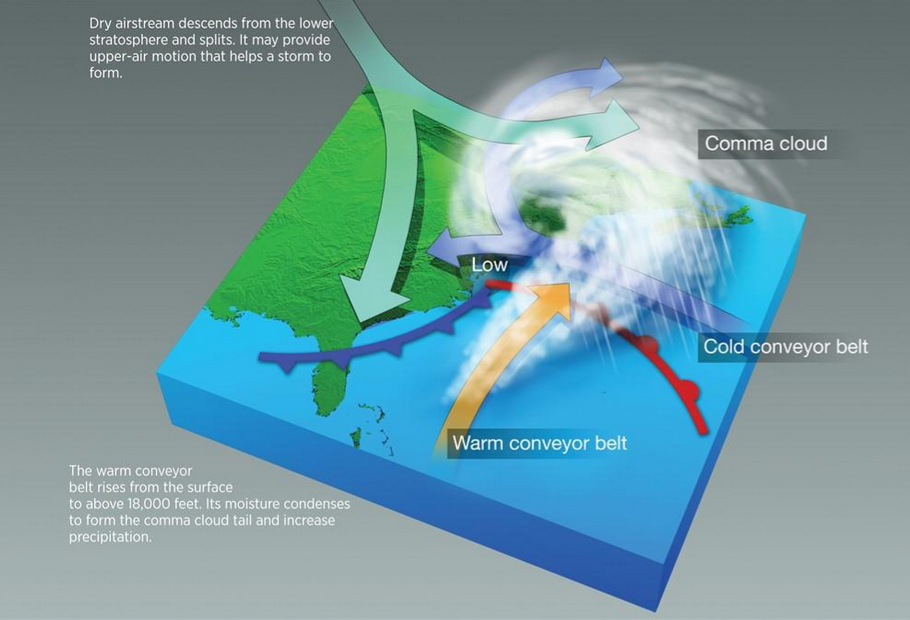 Dry airstream descends from the lower
stratosphere and splits. It may provide
upper-air motion that helps a storm to
form.
Comma cloud
Low
Cold conveyor belt
Warm conveyor belt
The warm conveyor
belt rises from the surface
to above 18,000 feet. Its moisture condenses
to form the comma cloud tail and increase
precipitation.